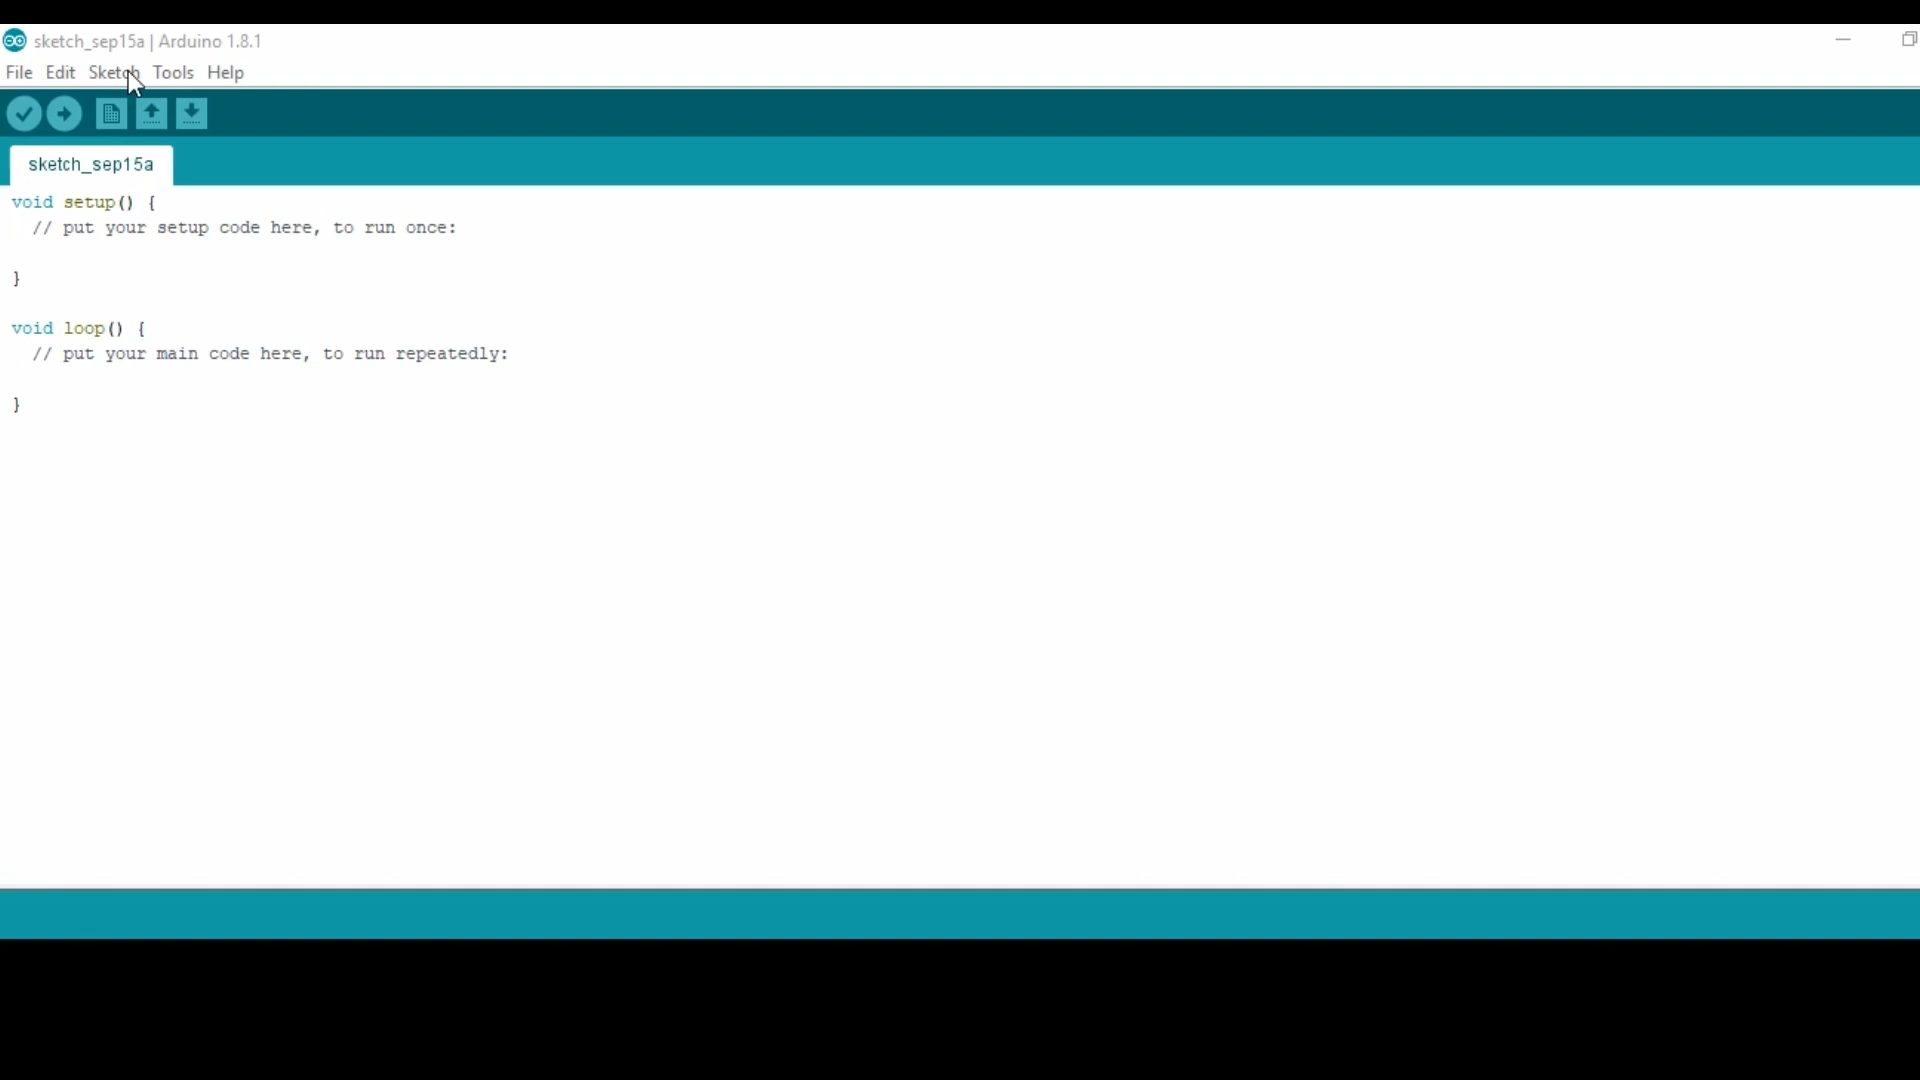 sketch_sep15a | Arduino 1.8.1
File Edit Sketch Tools Help
sketch_sep15a
void setup() {
  // put your setup code here, to run once:
}
void loop() {
  // put your main code here, to run repeatedly:
}